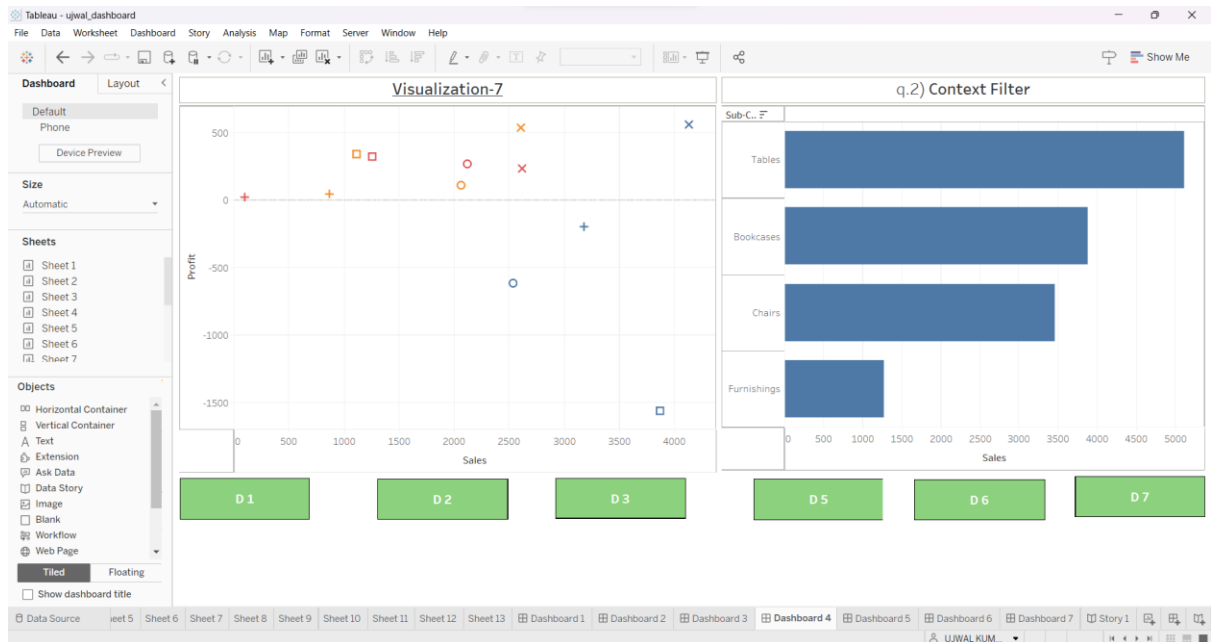 Tableau - ujwal_dashboard
File Data Worksheet Dashboard Story Analysis Map Format Server Window Help
Show Me
Dashboard Layout
Default
Phone
Device Preview
Size
Automatic
Sheets
Sheet 1
Sheet 2
Sheet 3
Sheet 4
Sheet 5
Sheet 6
Sheet 7
Objects
Horizontal Container
Vertical Container
Text
Extension
Ask Data
Data Story
Image
Blank
Workflow
Web Page
Tiled Floating
Show dashboard title
Visualization-7
500
0
-500
-1000
-1500
Profit
0 500 1000 1500 2000 2500 3000 3500 4000
Sales
q.2) Context Filter
Sub-C..
Tables
Bookcases
Chairs
Furnishings
0 500 1000 1500 2000 2500 3000 3500 4000 4500 5000
Sales
D 1 D 2 D 3 D 5 D 6 D 7
Data Source eet 5 Sheet 6 Sheet 7 Sheet 8 Sheet 9 Sheet 10 Sheet 11 Sheet 12 Sheet 13 Dashboard 1 Dashboard 2 Dashboard 3 Dashboard 4 Dashboard 5 Dashboard 6 Dashboard 7 Story 1
UJWAL KUM...